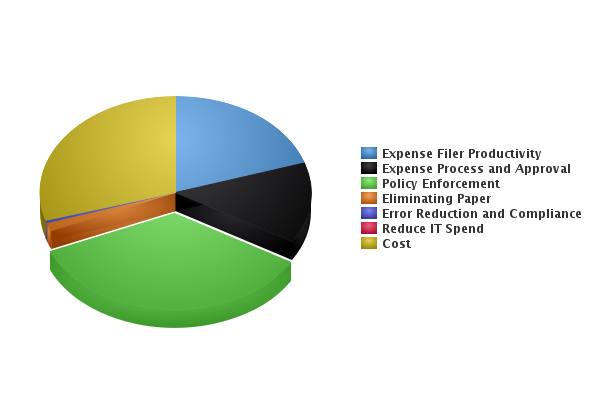 Expense Filer Productivity
Expense Process and Approval
Policy Enforcement
Eliminating Paper
Error Reduction and Compliance
Reduce IT Spend
Cost